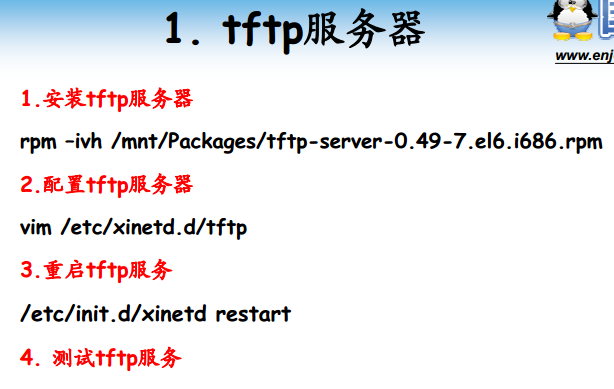 1. tftp服务器
www.enj
1.安装tftp服务器
rpm –ivh /mnt/Packages/tftp-server-0.49-7.el6.i686.rpm
2.配置tftp服务器
vim /etc/xinetd.d/tftp
3.重启tftp服务
/etc/init.d/xinetd restart
4. 测试tftp服务